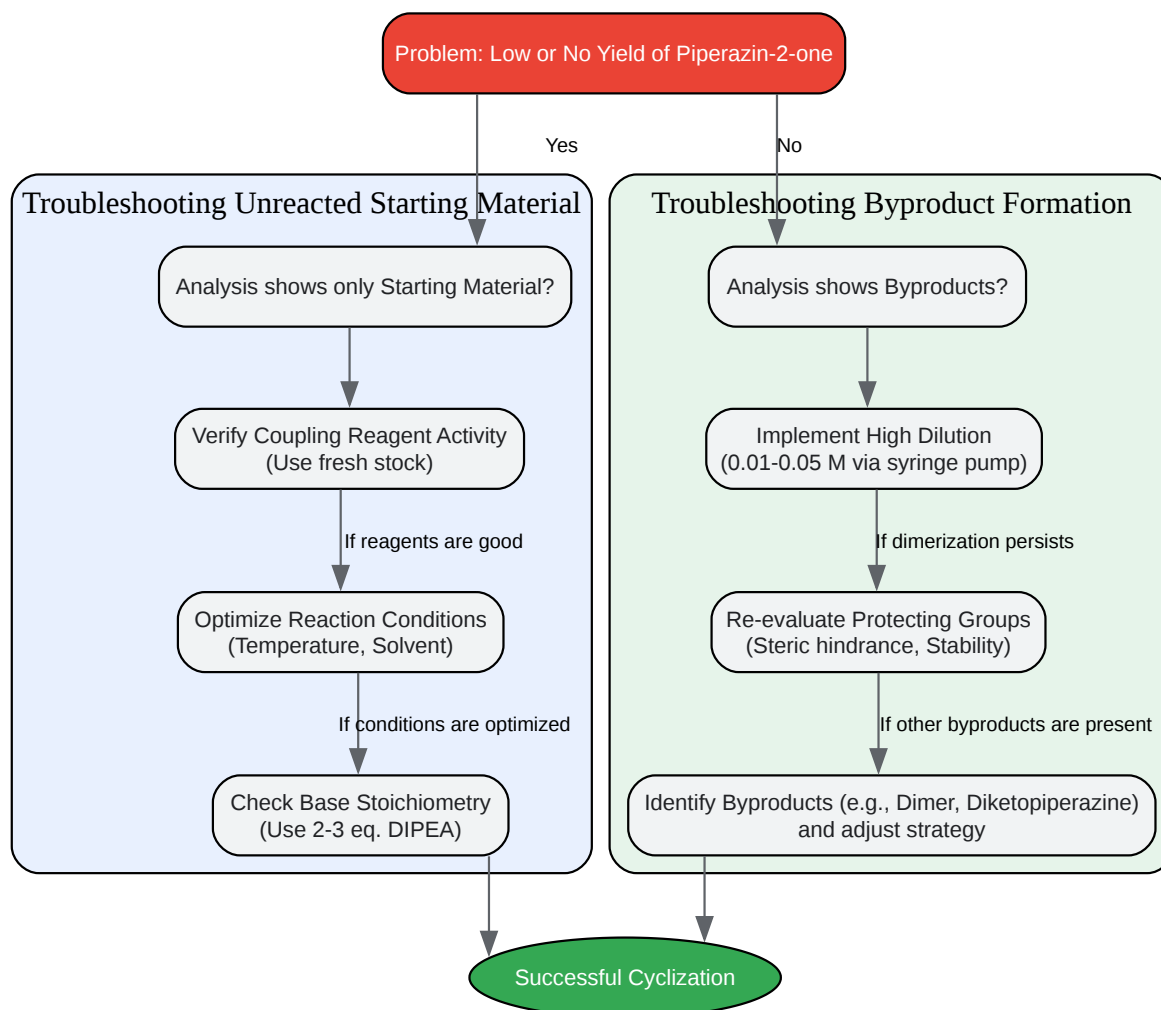 Problem: Low or No Yield of Piperazin-2-one
Yes
No
Troubleshooting Unreacted Starting Material
Analysis shows only Starting Material?
Verify Coupling Reagent Activity
(Use fresh stock)
If reagents are good
Optimize Reaction Conditions
(Temperature, Solvent)
If conditions are optimized
Check Base Stoichiometry
(Use 2-3 eq. DIPEA)
Troubleshooting Byproduct Formation
Analysis shows Byproducts?
Implement High Dilution
(0.01-0.05 M via syringe pump)
If dimerization persists
Re-evaluate Protecting Groups
(Steric hindrance, Stability)
If other byproducts are present
Identify Byproducts (e.g., Dimer, Diketopiperazine)
and adjust strategy
Successful Cyclization